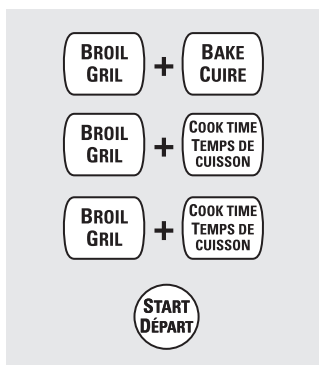 BROIL
GRIL
+
BAKE
CUIRE
BROIL
GRIL
+
COOK TIME
TEMPS DE
CUISSON
BROIL
GRIL
+
COOK TIME
TEMPS DE
CUISSON
START
DÉPART